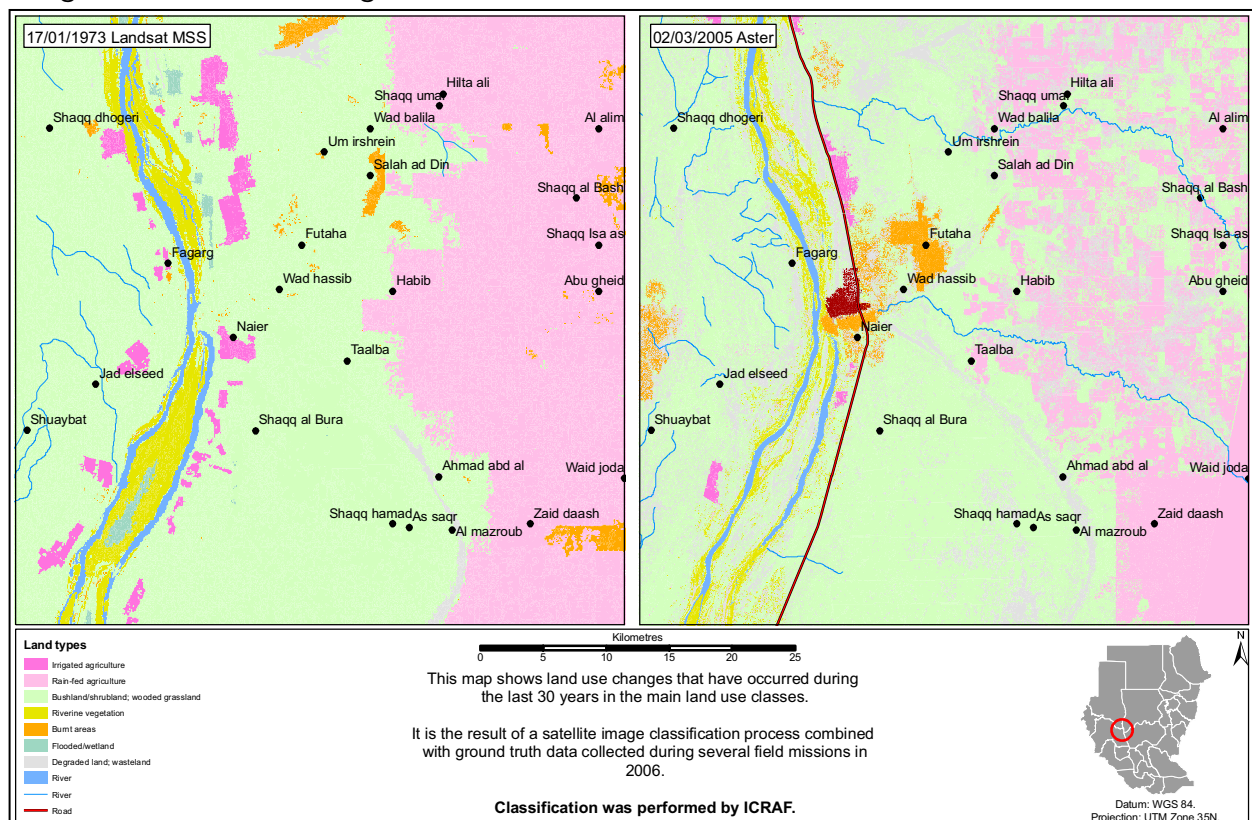 17/01/1973 Landsat MSS
Hilta ali
Shaqq umar
Shaqq dhogeri
Wad balila
Al alim
Um irshrein
Salah ad Din
Shaqq al Bash
Futaha
Shaqq Isa as
Fagarg
Wad hassib
Habib
Abu gheid
Naier
Taalba
Jad elseed
Shuaybat
Shaqq al Bura
Ahmad abd al
Waid joda
Shaqq hamad
As saqr
Zaid daash
Al mazroub
02/03/2005 Aster
Hilta ali
Shaqq umar
Shaqq dhogeri
Wad balila
Al alim
Um irshrein
Salah ad Din
Shaqq al Bash
Futaha
Shaqq Isa as
Fagarg
Wad hassib
Habib
Abu gheid
Naier
Taalba
Jad elseed
Shuaybat
Shaqq al Bura
Ahmad abd al
Waid joda
Shaqq hamad
As saqr
Zaid daash
Al mazroub
Land types
Irrigated agriculture
Rain-fed agriculture
Bushland/shrubland; wooded grassland
Riverine vegetation
Burnt areas
Flooded/wetland
Degraded land; wasteland
River
River
Road
Kilometres
0 5 10 15 20 25
This map shows land use changes that have occurred during
the last 30 years in the main land use classes.
It is the result of a satellite image classification process combined
with ground truth data collected during several field missions in
2006.
Classification was performed by ICRAF.
N
Datum: WGS 84.
Projection: UTM Zone 35N.